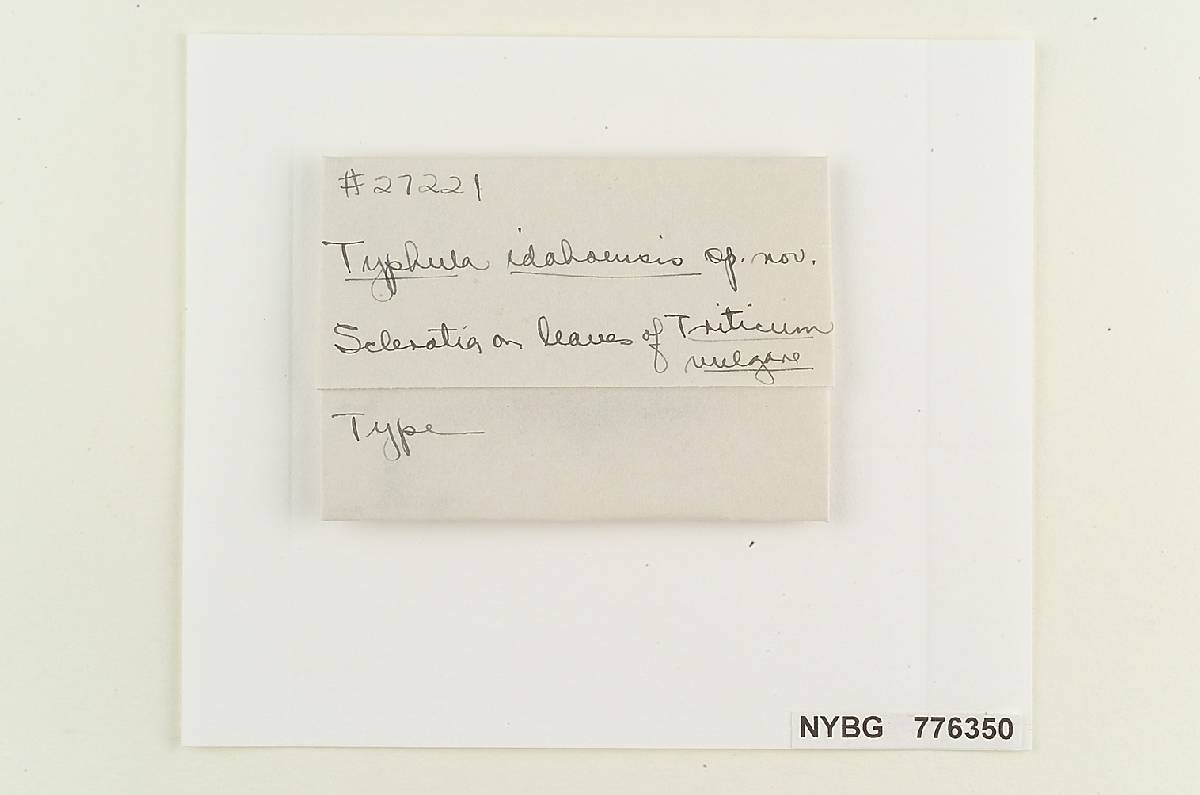 #27221
Typhula idahoensis sp. nov.
Sclerotia on leaves of Triticum
vulgare
Type
NYBG 776350